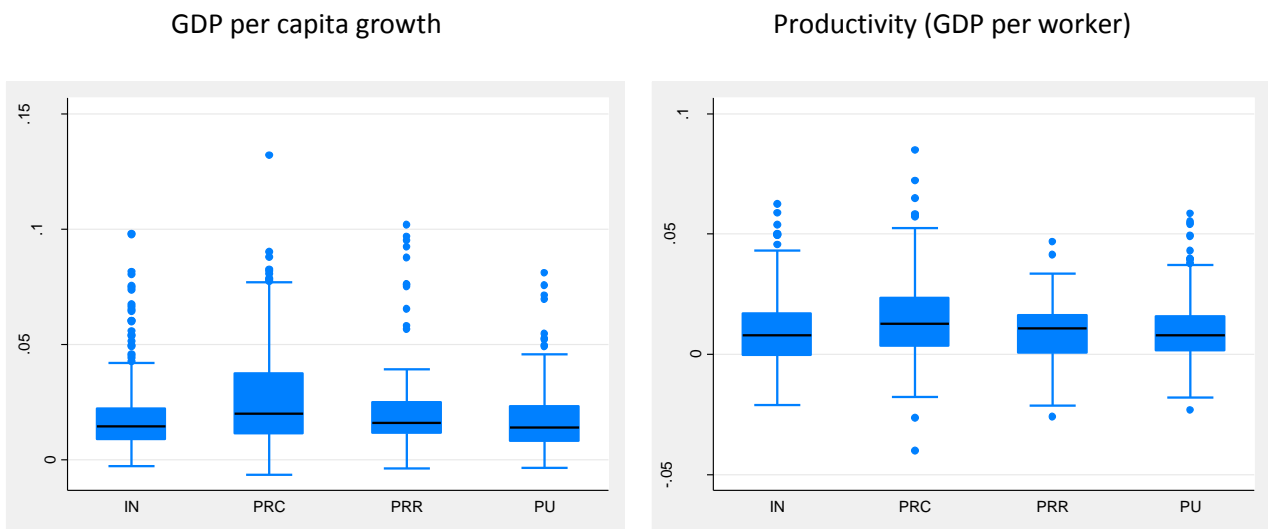 GDP per capita growth
Productivity (GDP per worker)
.15
.1
.05
0
IN PRC PRR PU
.1
.05
0
-.05
IN PRC PRR PU